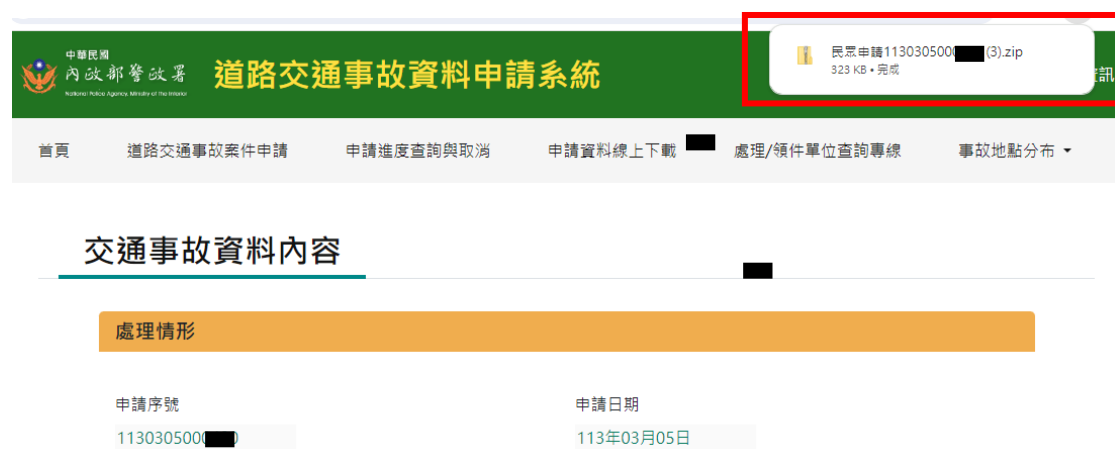 民眾申請1130305000 (3).zip
323 KB • 完成
中華民國
內政部警政署
National Police Agency, Ministry of the Interior
道路交通事故資料申請系統
訊
首頁 道路交通事故案件申請 申請進度查詢與取消 申請資料線上下載 處理/領件單位查詢專線 事故地點分布
交通事故資料內容
處理情形
申請序號 申請日期
1130305000 113年03月05日